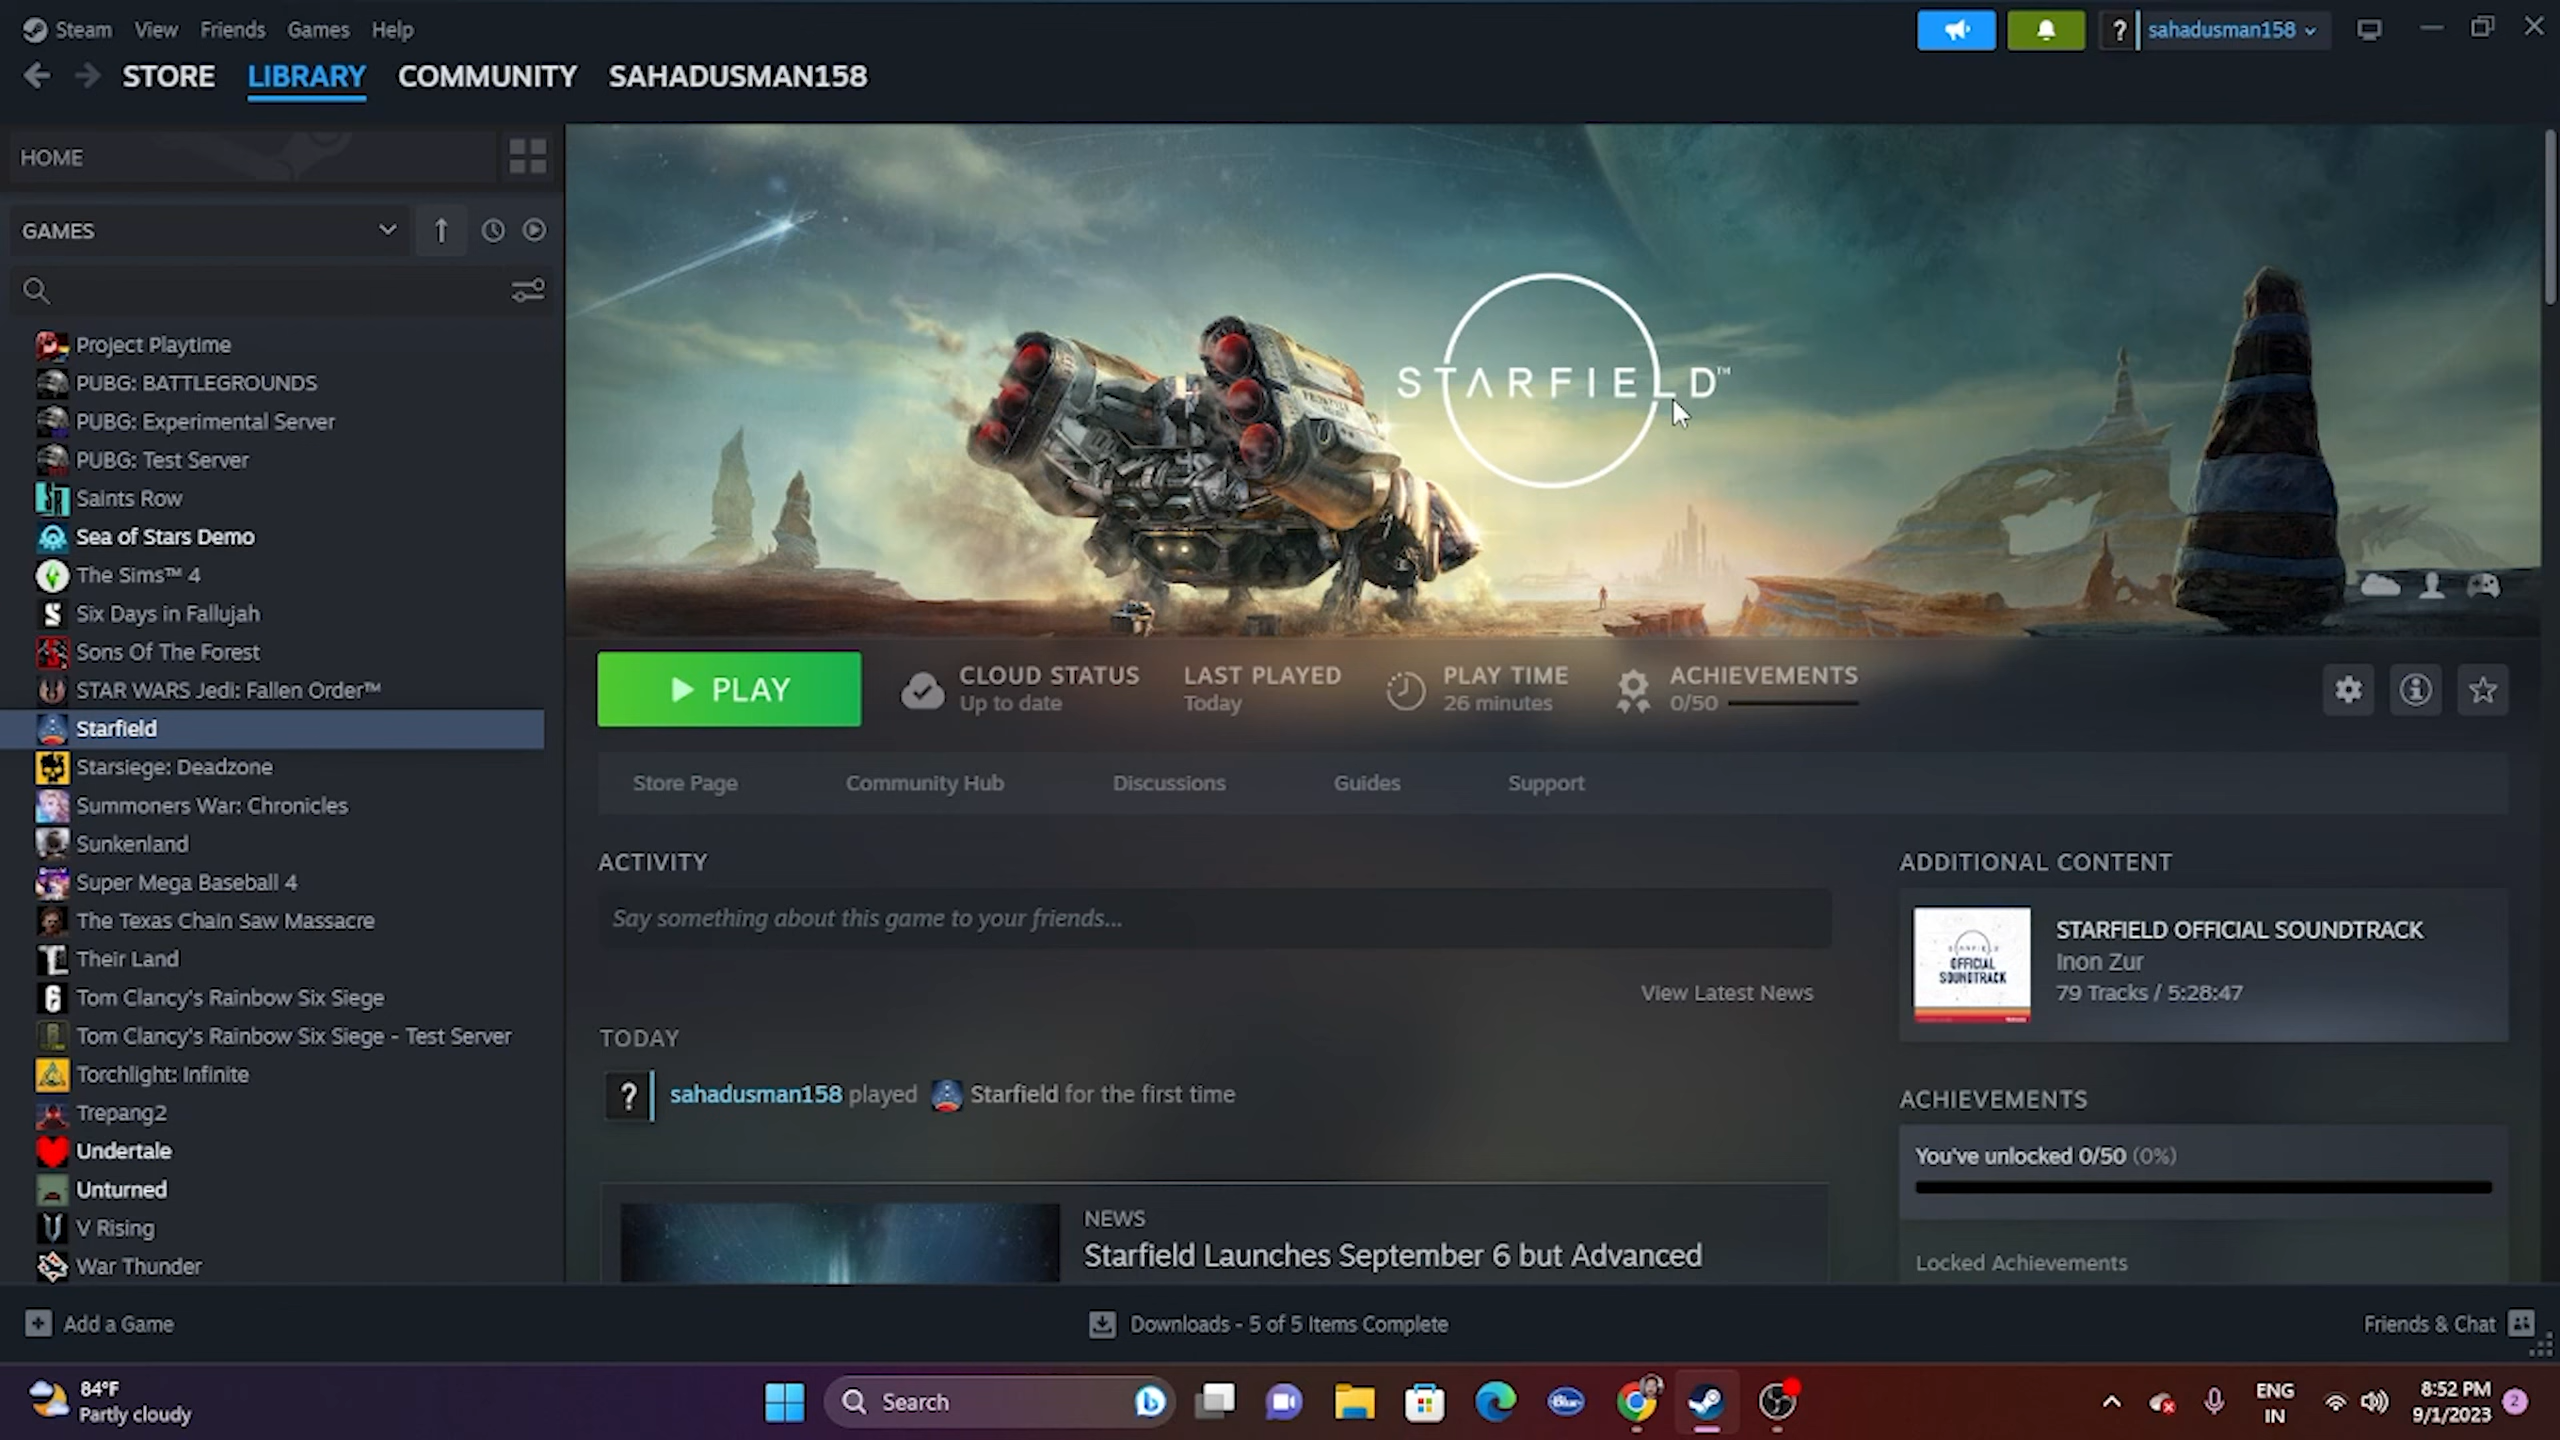 Steam View Friends Games Help
sahadusman158
STORE LIBRARY COMMUNITY SAHADUSMAN158
HOME
GAMES
Project Playtime
PUBG: BATTLEGROUNDS
PUBG: Experimental Server
PUBG: Test Server
Saints Row
Sea of Stars Demo
The Sims™ 4
Six Days in Fallujah
Sons Of The Forest
STAR WARS Jedi: Fallen Order™
Starfield
Starsiege: Deadzone
Summoners War: Chronicles
Sunkenland
Super Mega Baseball 4
The Texas Chain Saw Massacre
Their Land
Tom Clancy's Rainbow Six Siege
Tom Clancy's Rainbow Six Siege - Test Server
Torchlight: Infinite
Trepang2
Undertale
Unturned
V Rising
War Thunder
STARFIELD™
PLAY
CLOUD STATUS
Up to date
LAST PLAYED
Today
PLAY TIME
26 minutes
ACHIEVEMENTS
0/50
Store Page Community Hub Discussions Guides Support
ACTIVITY
Say something about this game to your friends...
View Latest News
TODAY
? sahadusman158 played Starfield for the first time
NEWS
Starfield Launches September 6 but Advanced
ADDITIONAL CONTENT
STARFIELD
OFFICIAL
SOUNDTRACK
STARFIELD OFFICIAL SOUNDTRACK
Inon Zur
79 Tracks / 5:28:47
ACHIEVEMENTS
You've unlocked 0/50 (0%)
Locked Achievements
Add a Game
Downloads - 5 of 5 Items Complete
Friends & Chat
84°F
Partly cloudy
Search
ENG
IN
8:52 PM
9/1/2023
2